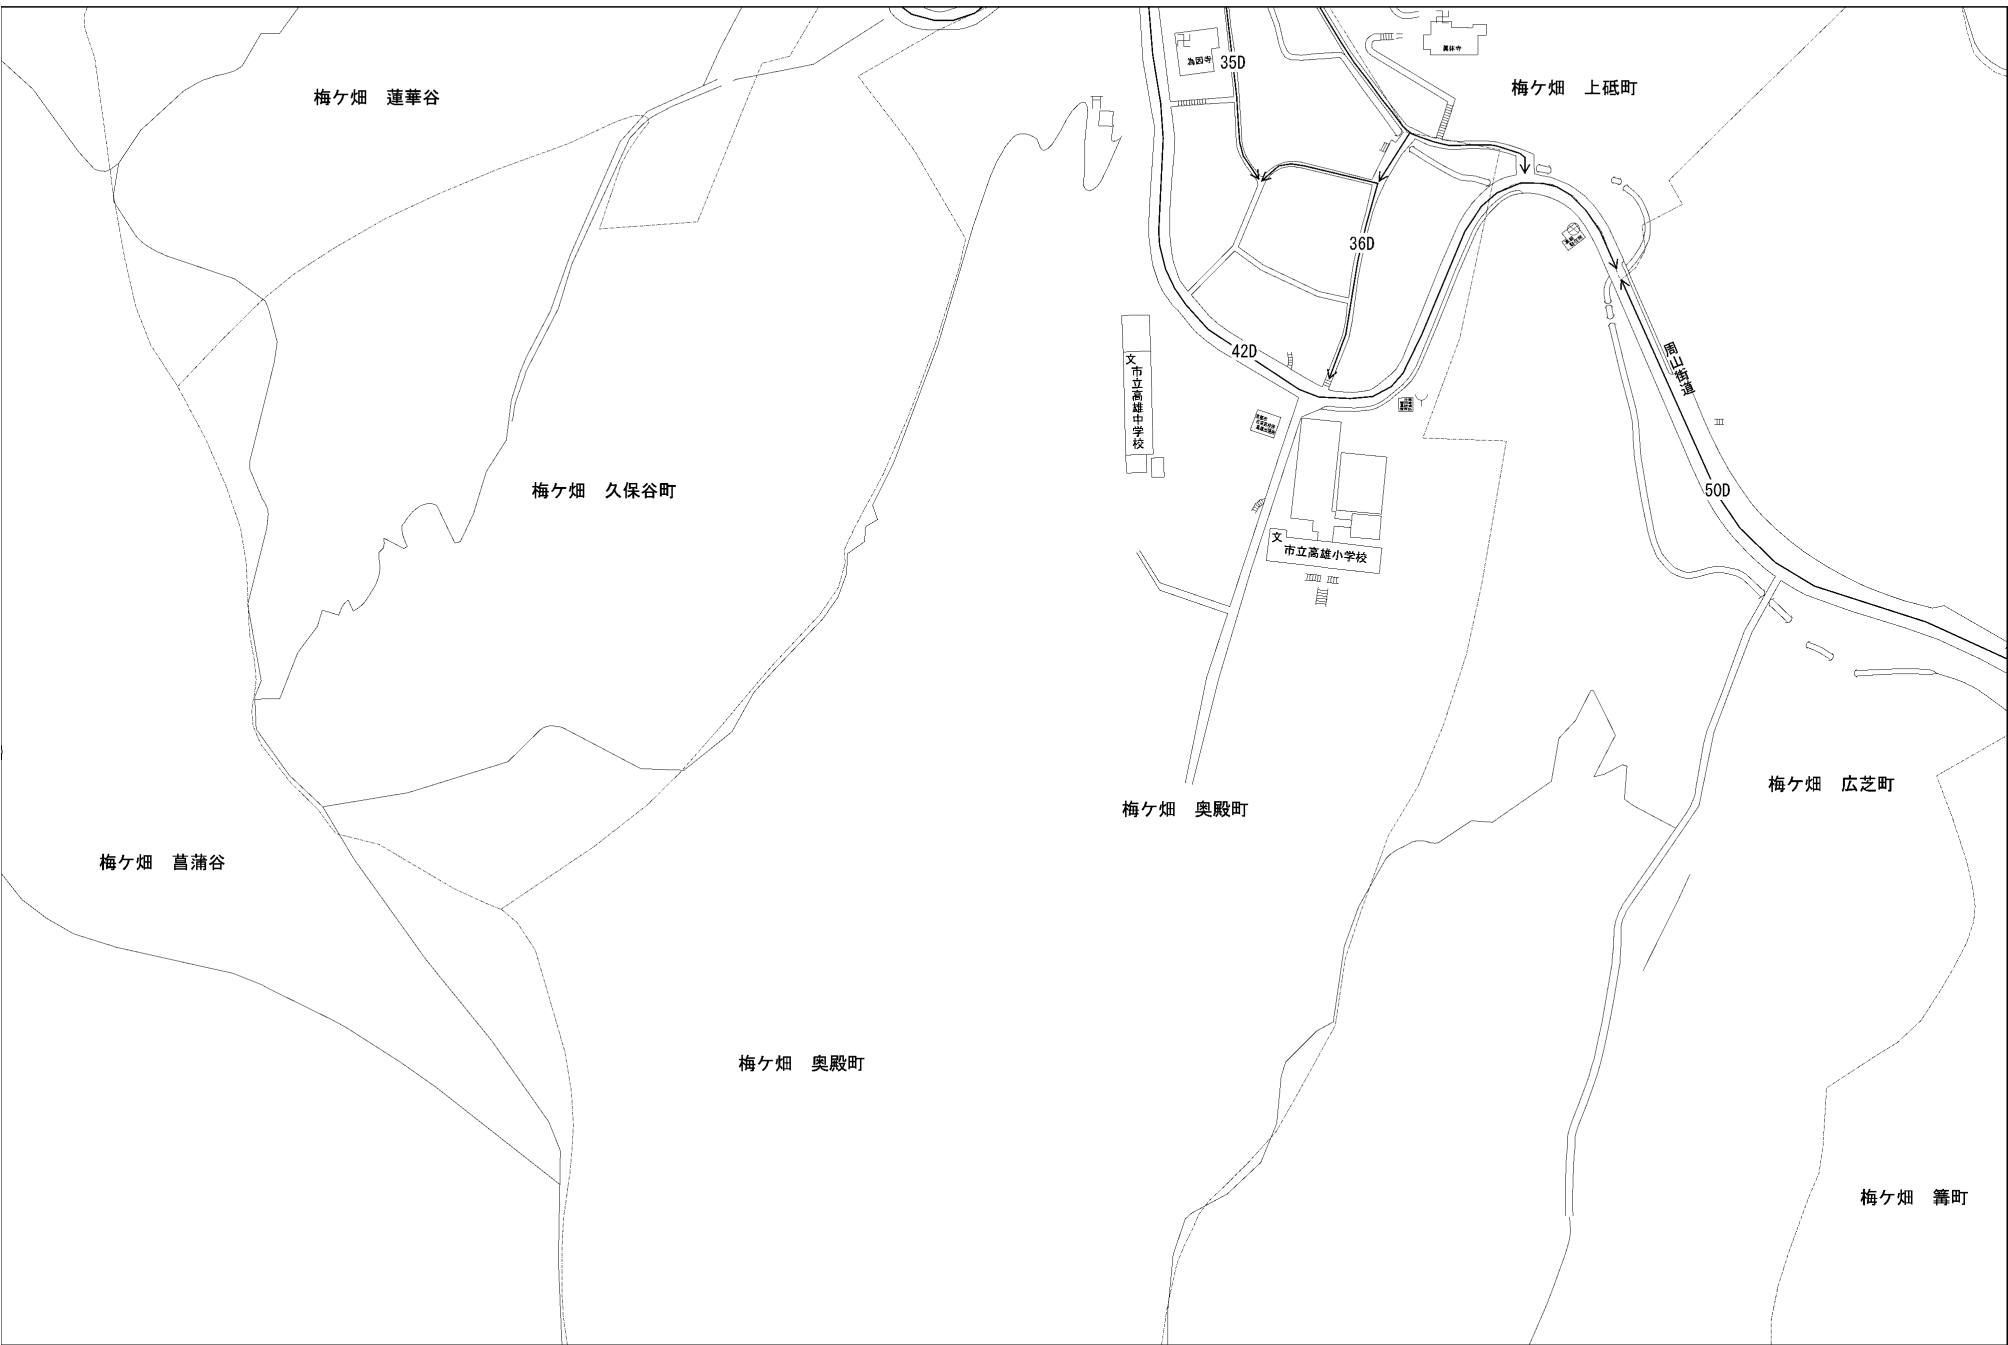 為因寺
35D
梅ケ畑　上砥町
梅ケ畑　蓮華谷
36D
42D
周山街道
文
市立高雄中学校
50D
梅ケ畑　久保谷町
文
市立高雄小学校
梅ケ畑　広芝町
梅ケ畑　奥殿町
梅ケ畑　菖蒲谷
梅ケ畑　奥殿町
梅ケ畑　篝町